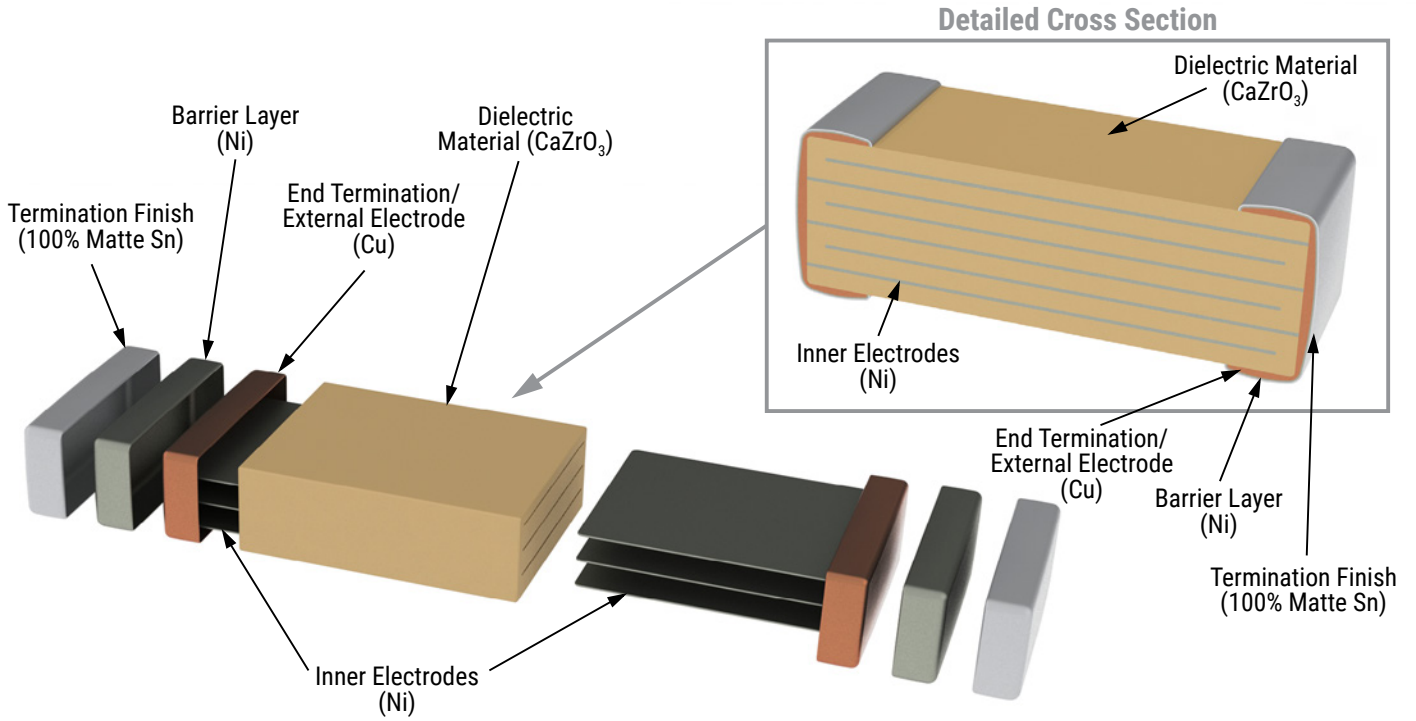 Detailed Cross Section
Dielectric Material
(CaZrO₃)
Barrier Layer
(Ni)
Dielectric
Material (CaZrO₃)
End Termination/
External Electrode
(Cu)
Termination Finish
(100% Matte Sn)
Inner Electrodes
(Ni)
End Termination/
External Electrode
(Cu)
Barrier Layer
(Ni)
Termination Finish
(100% Matte Sn)
Inner Electrodes
(Ni)